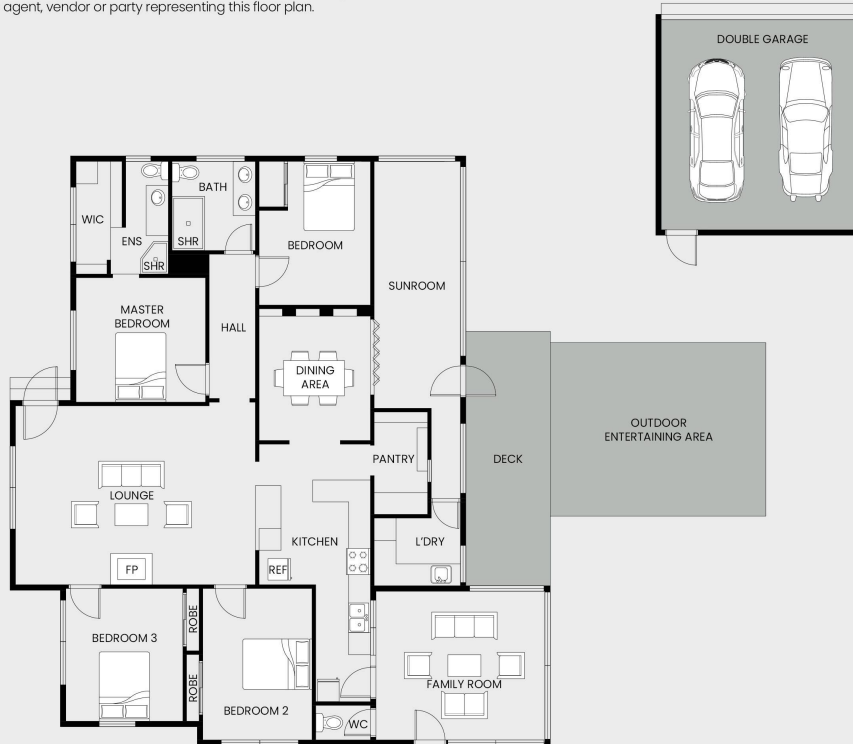 agent, vendor or party representing this floor plan.
DOUBLE GARAGE
BATH
WIC
ENS
SHR
SHR
BEDROOM
SUNROOM
MASTER
BEDROOM
HALL
DINING
AREA
OUTDOOR
ENTERTAINING AREA
PANTRY
DECK
LOUNGE
KITCHEN
L'DRY
FP
REF
ROBE
BEDROOM 3
ROBE
FAMILY ROOM
BEDROOM 2
WC